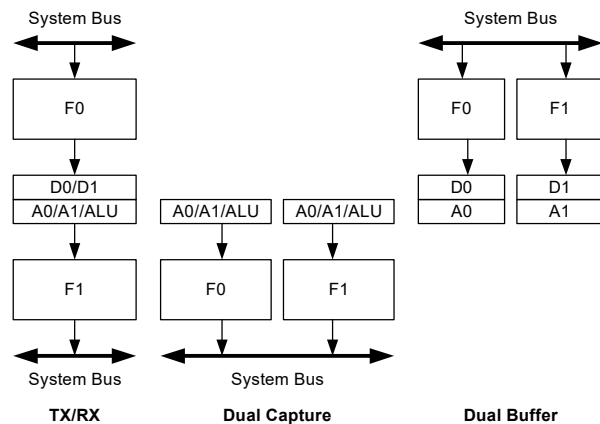 System Bus
F0
D0/D1
A0/A1/ALU
F1
System Bus
TX/RX
A0/A1/ALU
A0/A1/ALU
F0
F1
System Bus
Dual Capture
System Bus
F0
F1
D0
D1
A0
A1
Dual Buffer